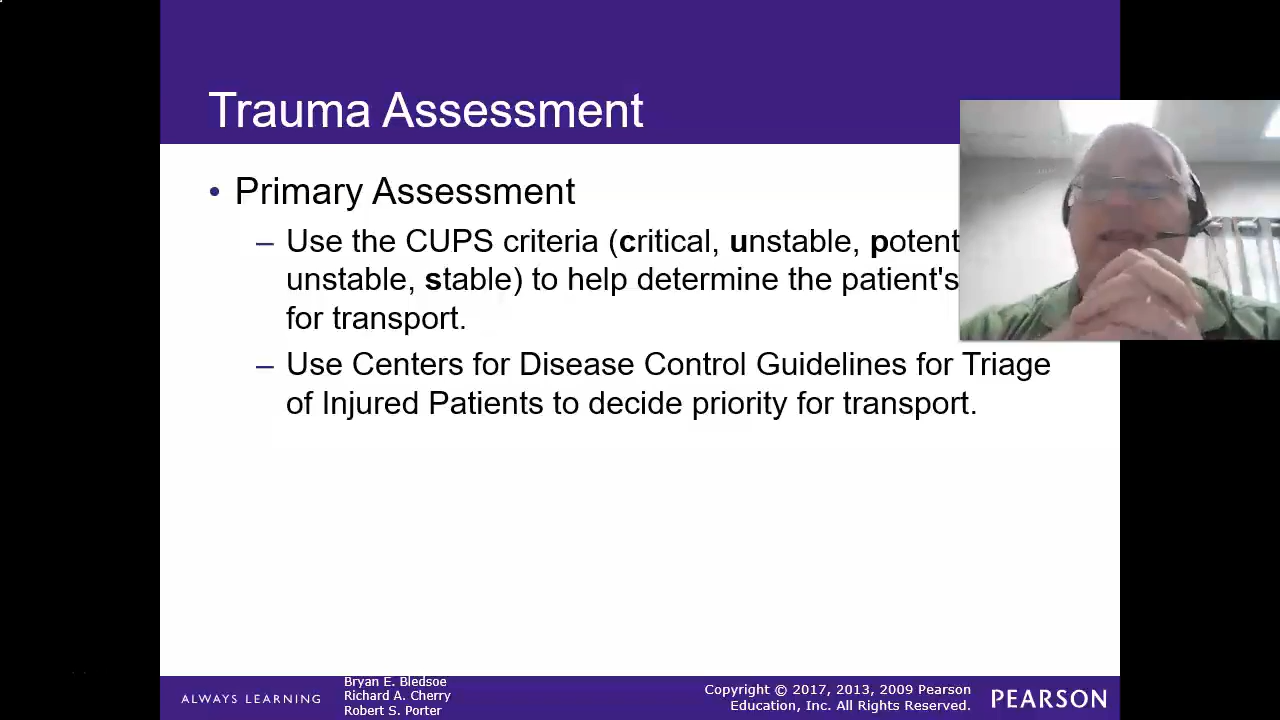 Trauma Assessment
• Primary Assessment
– Use the CUPS criteria (critical, unstable, potent
unstable, stable) to help determine the patient's
for transport.
– Use Centers for Disease Control Guidelines for Triage
of Injured Patients to decide priority for transport.
ALWAYS LEARNING
Bryan E. Bledsoe
Richard A. Cherry
Robert S. Porter
Copyright © 2017, 2013, 2009 Pearson
Education, Inc. All Rights Reserved.
PEARSON